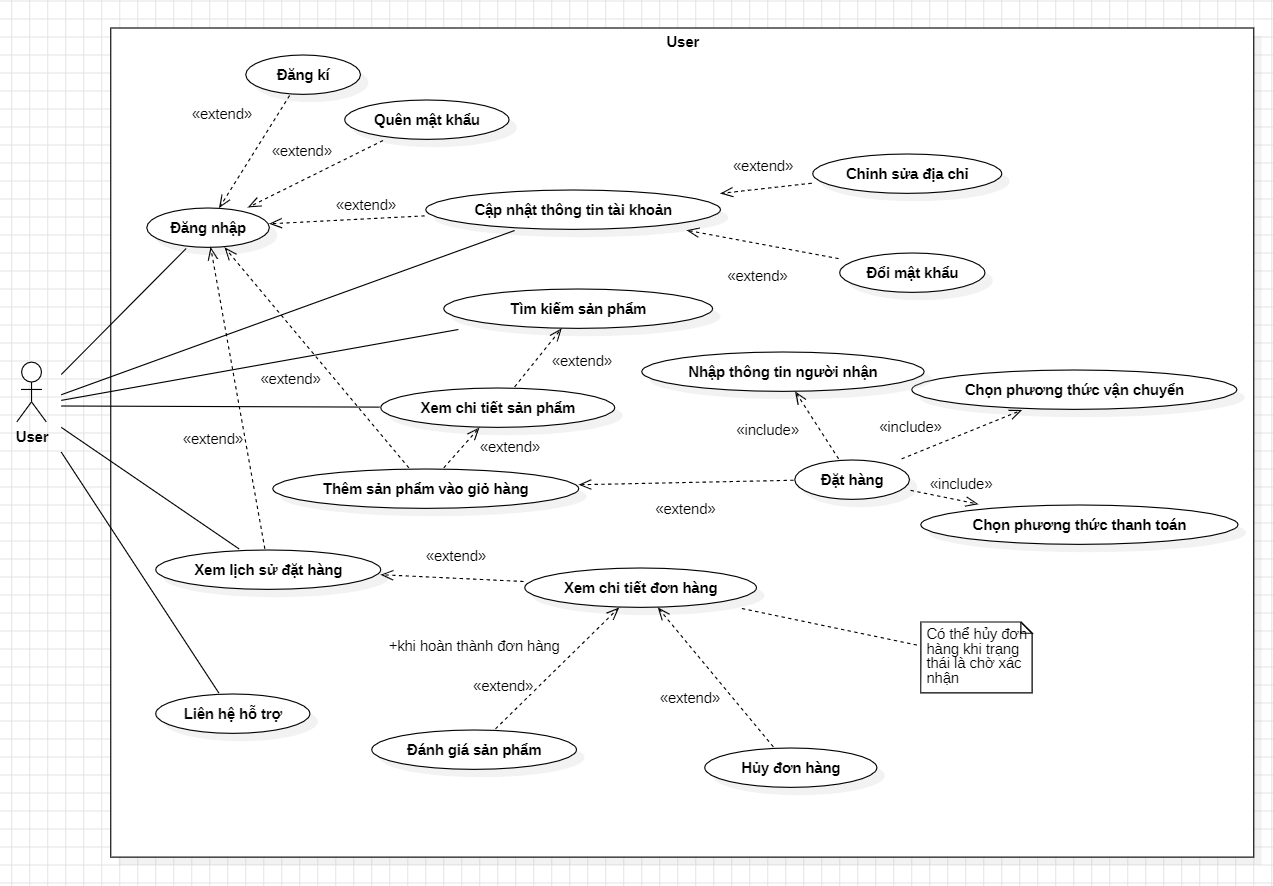 User
Đăng kí
«extend»
Quên mật khẩu
«extend»
«extend»
Chỉnh sửa địa chỉ
«extend»
Cập nhật thông tin tài khoản
Đăng nhập
Đổi mật khẩu
«extend»
Tìm kiếm sản phẩm
«extend»
Nhập thông tin người nhận
«extend»
Chọn phương thức vận chuyển
Xem chi tiết sản phẩm
User
«include»
«include»
«extend»
«extend»
Đặt hàng
«include»
Thêm sản phẩm vào giỏ hàng
«extend»
Chọn phương thức thanh toán
«extend»
Xem lịch sử đặt hàng
Xem chi tiết đơn hàng
Có thể hủy đơn
hàng khi trạng
thái là chờ xác
nhận
+khi hoàn thành đơn hàng
«extend»
«extend»
Liên hệ hỗ trợ
Đánh giá sản phẩm
Hủy đơn hàng